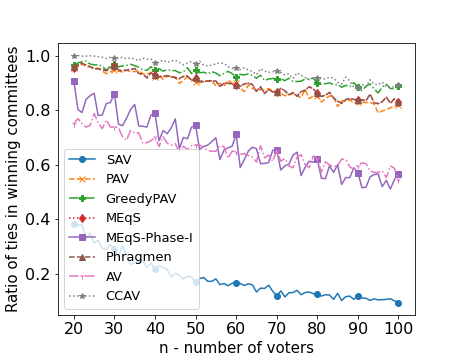 Ratio of ties in winning committees
1.0
0.8
0.6
0.4
0.2
SAV
PAV
GreedyPAV
MEqS
MEqS-Phase-I
Phragmen
AV
CCAV
20 30 40 50 60 70 80 90 100
n - number of voters